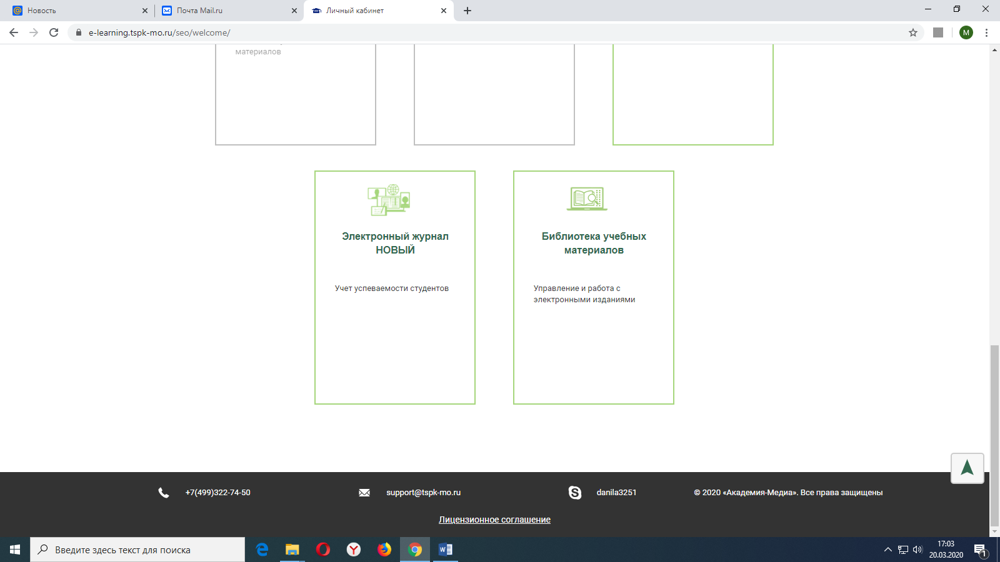 Новость
Почта Mail.ru
Личный кабинет
e-learning.tspk-mo.ru/seo/welcome/
M
материалов
Электронный журнал
НОВЫЙ
Учет успеваемости студентов
Библиотека учебных
материалов
Управление и работа с
электронными изданиями
+7(499)322-74-50
support@tspk-mo.ru
danila3251
© 2020 «Академия-Медиа». Все права защищены
Лицензионное соглашение
Введите здесь текст для поиска
17:03
20.03.2020
1